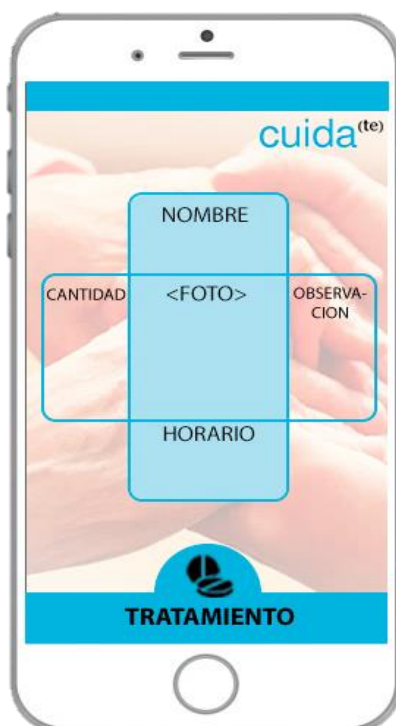 cuida(te)
NOMBRE
CANTIDAD
<FOTO>
OBSERVA-
CION
HORARIO
TRATAMIENTO